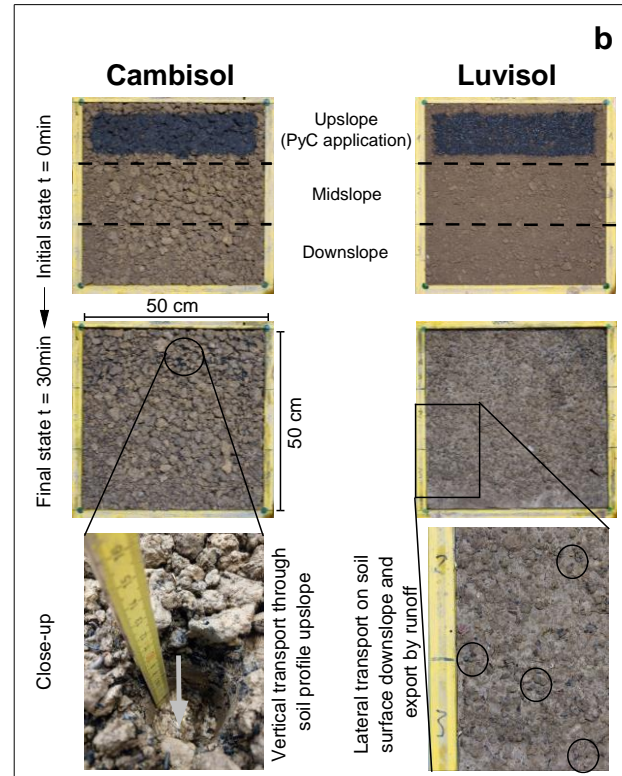 b
Cambisol
Luvisol
Initial state t = 0min
Upslope
(PyC application)
Midslope
Downslope
Final state t = 30min
50 cm
50 cm
Close-up
Vertical transport through
soil profile upslope
Lateral transport on soil
surface downslope and
export by runoff